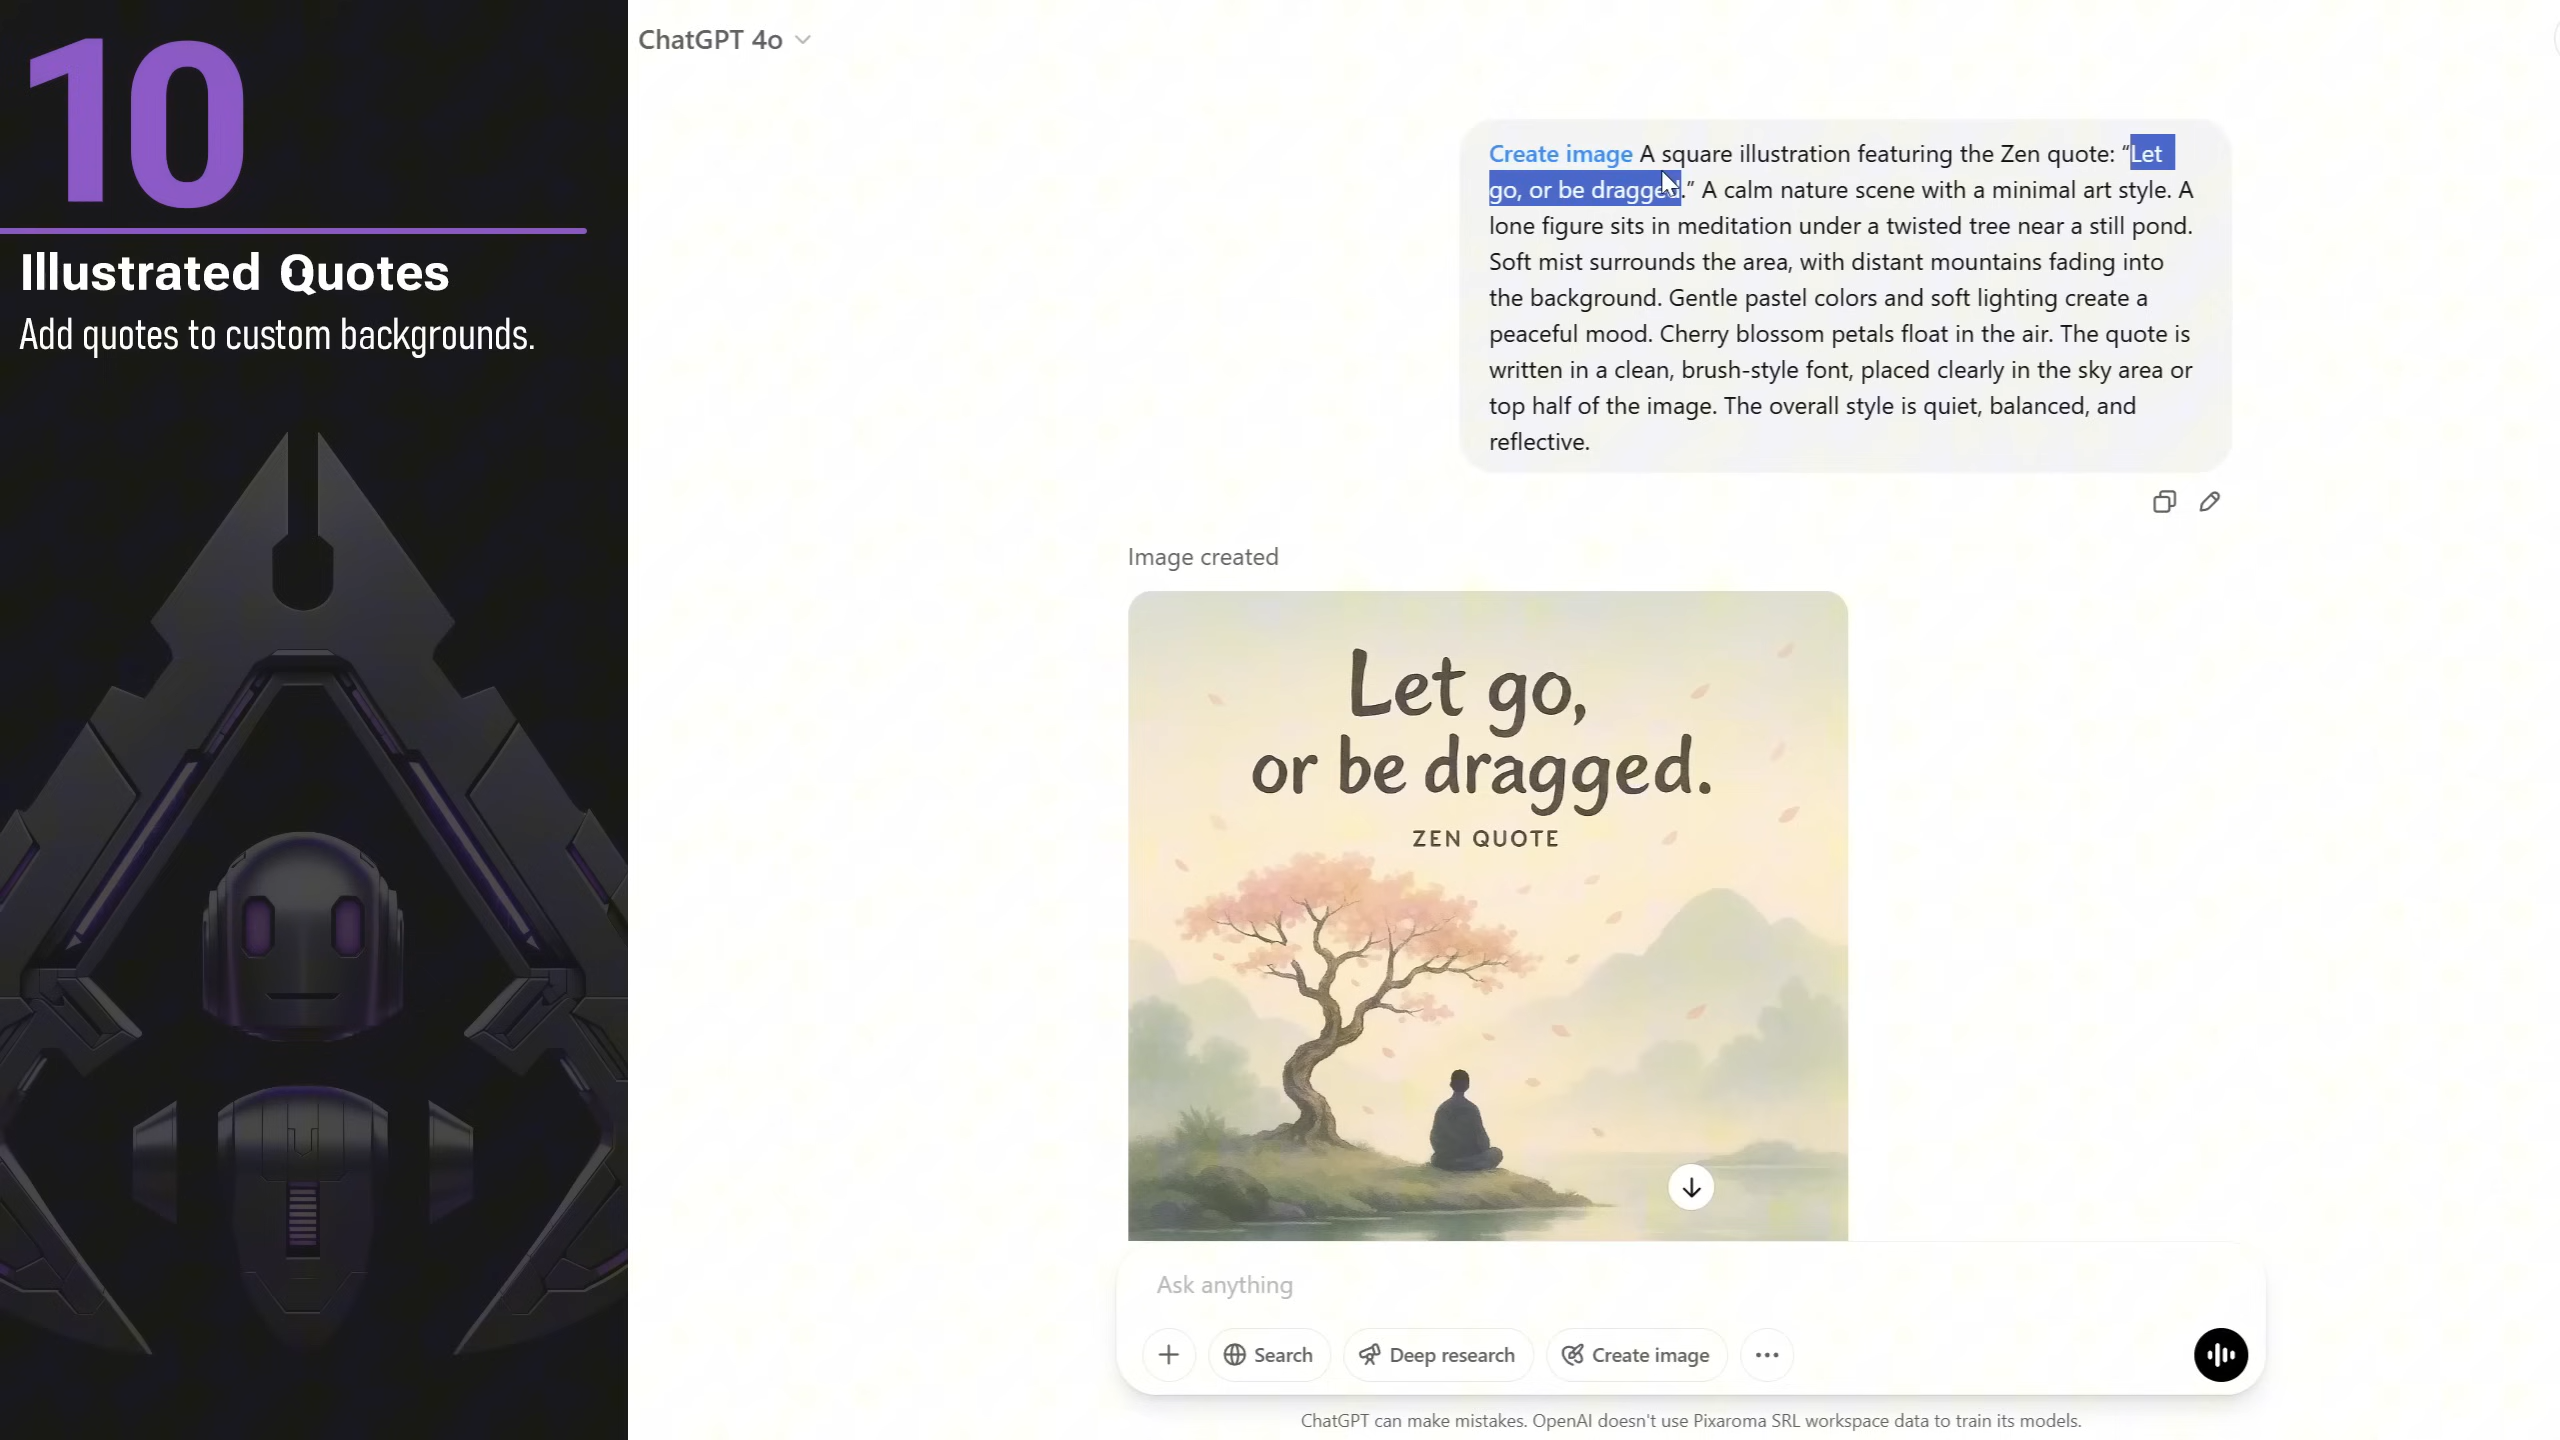 10
Illustrated Quotes
Add quotes to custom backgrounds.
ChatGPT 4o
Create image A square illustration featuring the Zen quote: “Let
go, or be dragged.” A calm nature scene with a minimal art style. A
lone figure sits in meditation under a twisted tree near a still pond.
Soft mist surrounds the area, with distant mountains fading into
the background. Gentle pastel colors and soft lighting create a
peaceful mood. Cherry blossom petals float in the air. The quote is
written in a clean, brush-style font, placed clearly in the sky area or
top half of the image. The overall style is quiet, balanced, and
reflective.
Image created
Let go,
or be dragged.
ZEN QUOTE
Ask anything
Search
Deep research
Create image
ChatGPT can make mistakes. OpenAI doesn't use Pixaroma SRL workspace data to train its models.